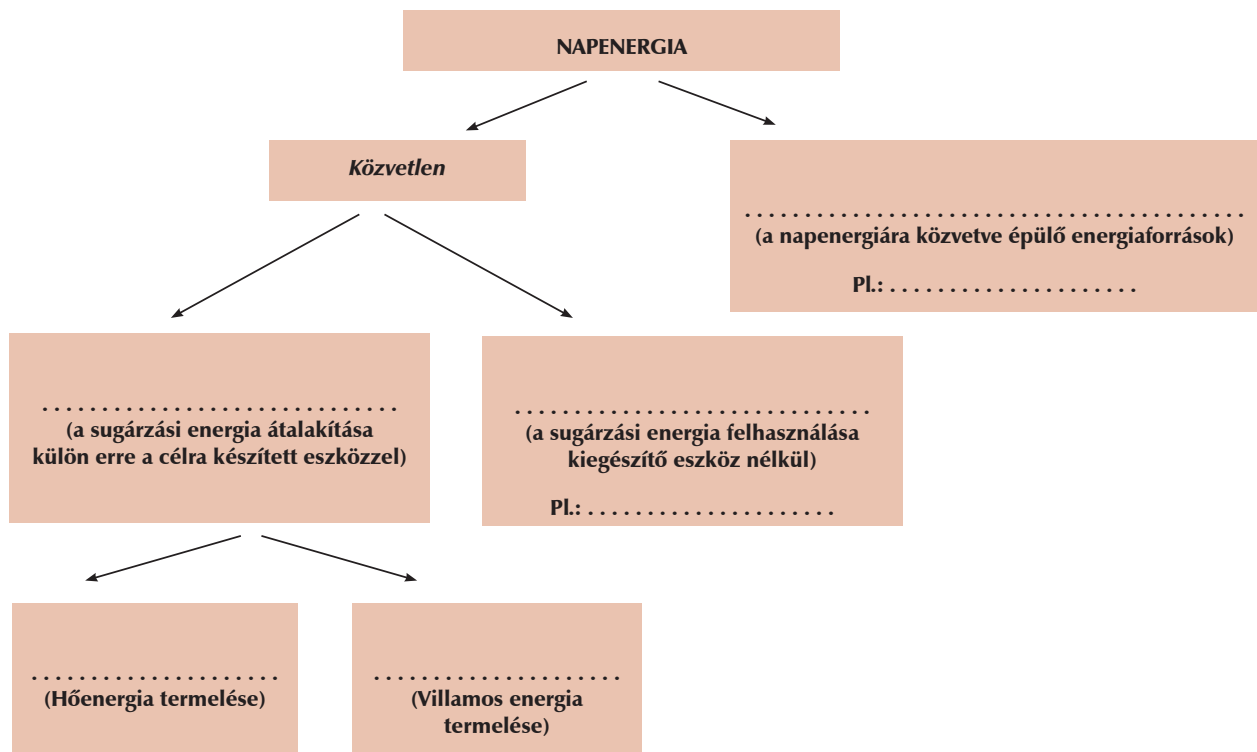 NAPENERGIA
Közvetlen
. . . . . . . . . . . . . . . . . . . . . . . . . . . . . . . . . . . . . . . . . .
(a napenergiára közvetve épülő energiaforrások)
Pl.: . . . . . . . . . . . . . . . . . . . . .
. . . . . . . . . . . . . . . . . . . . . . . . . . . . . .
(a sugárzási energia átalakítása
külön erre a célra készített eszközzel)
. . . . . . . . . . . . . . . . . . . . . . . . . . . . . .
(a sugárzási energia felhasználása
kiegészítő eszköz nélkül)
Pl.: . . . . . . . . . . . . . . . . . . . . .
. . . . . . . . . . . . . . . . . . . . .
(Hőenergia termelése)
. . . . . . . . . . . . . . . . . . . . .
(Villamos energia
termelése)